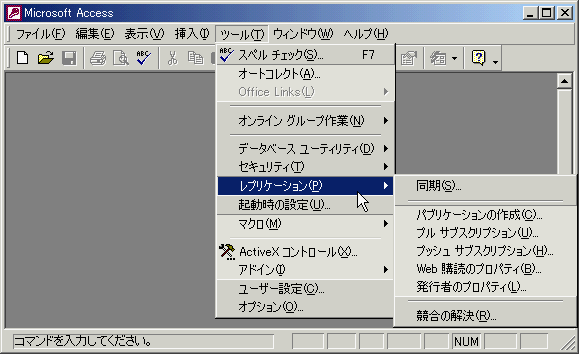 Microsoft Access
ファイル(F) 編集(E) 表示(V) 挿入(I) ツール(T) ウィンドウ(W) ヘルプ(H)
スペル チェック(S)... F7
オートコレクト(A)...
Office Links(L)
オンライン グループ作業(N)
データベース ユーティリティ(D)
セキュリティ(T)
レプリケーション(P)
起動時の設定(U)...
マクロ(M)
ActiveX コントロール(X)...
アドイン(I)
ユーザー設定(C)...
オプション(O)...
同期(S)...
パブリケーションの作成(C)...
プル サブスクリプション(U)...
プッシュ サブスクリプション(H)...
Web 購読のプロパティ(B)...
発行者のプロパティ(L)...
競合の解決(R)...
コマンドを入力してください。 NUM